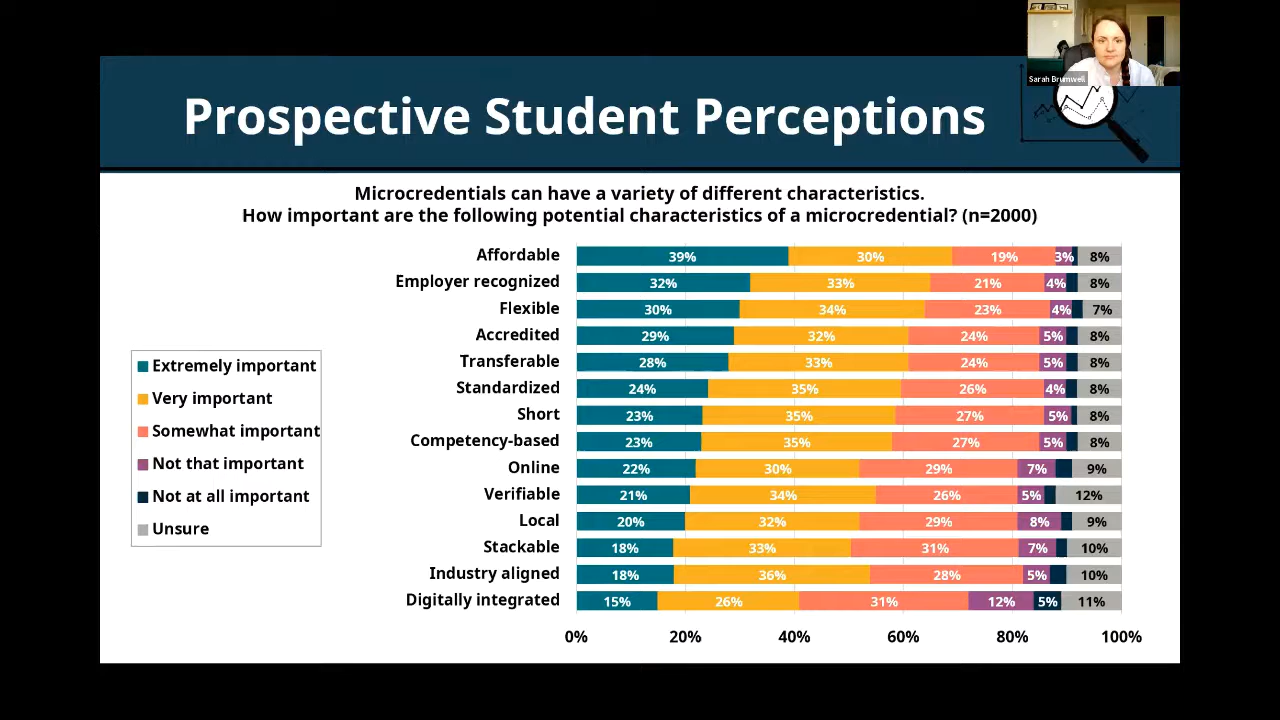 Sarah Brumwell
Prospective Student Perceptions
Microcredentials can have a variety of different characteristics.
How important are the following potential characteristics of a microcredential? (n=2000)
Extremely important
Very important
Somewhat important
Not that important
Not at all important
Unsure
Affordable 39% 30% 19% 3% 8%
Employer recognized 32% 33% 21% 4% 8%
Flexible 30% 34% 23% 4% 7%
Accredited 29% 32% 24% 5% 8%
Transferable 28% 33% 24% 5% 8%
Standardized 24% 35% 26% 4% 8%
Short 23% 35% 27% 5% 8%
Competency-based 23% 35% 27% 5% 8%
Online 22% 30% 29% 7% 9%
Verifiable 21% 34% 26% 5% 12%
Local 20% 32% 29% 8% 9%
Stackable 18% 33% 31% 7% 10%
Industry aligned 18% 36% 28% 5% 10%
Digitally integrated 15% 26% 31% 12% 5% 11%
0% 20% 40% 60% 80% 100%